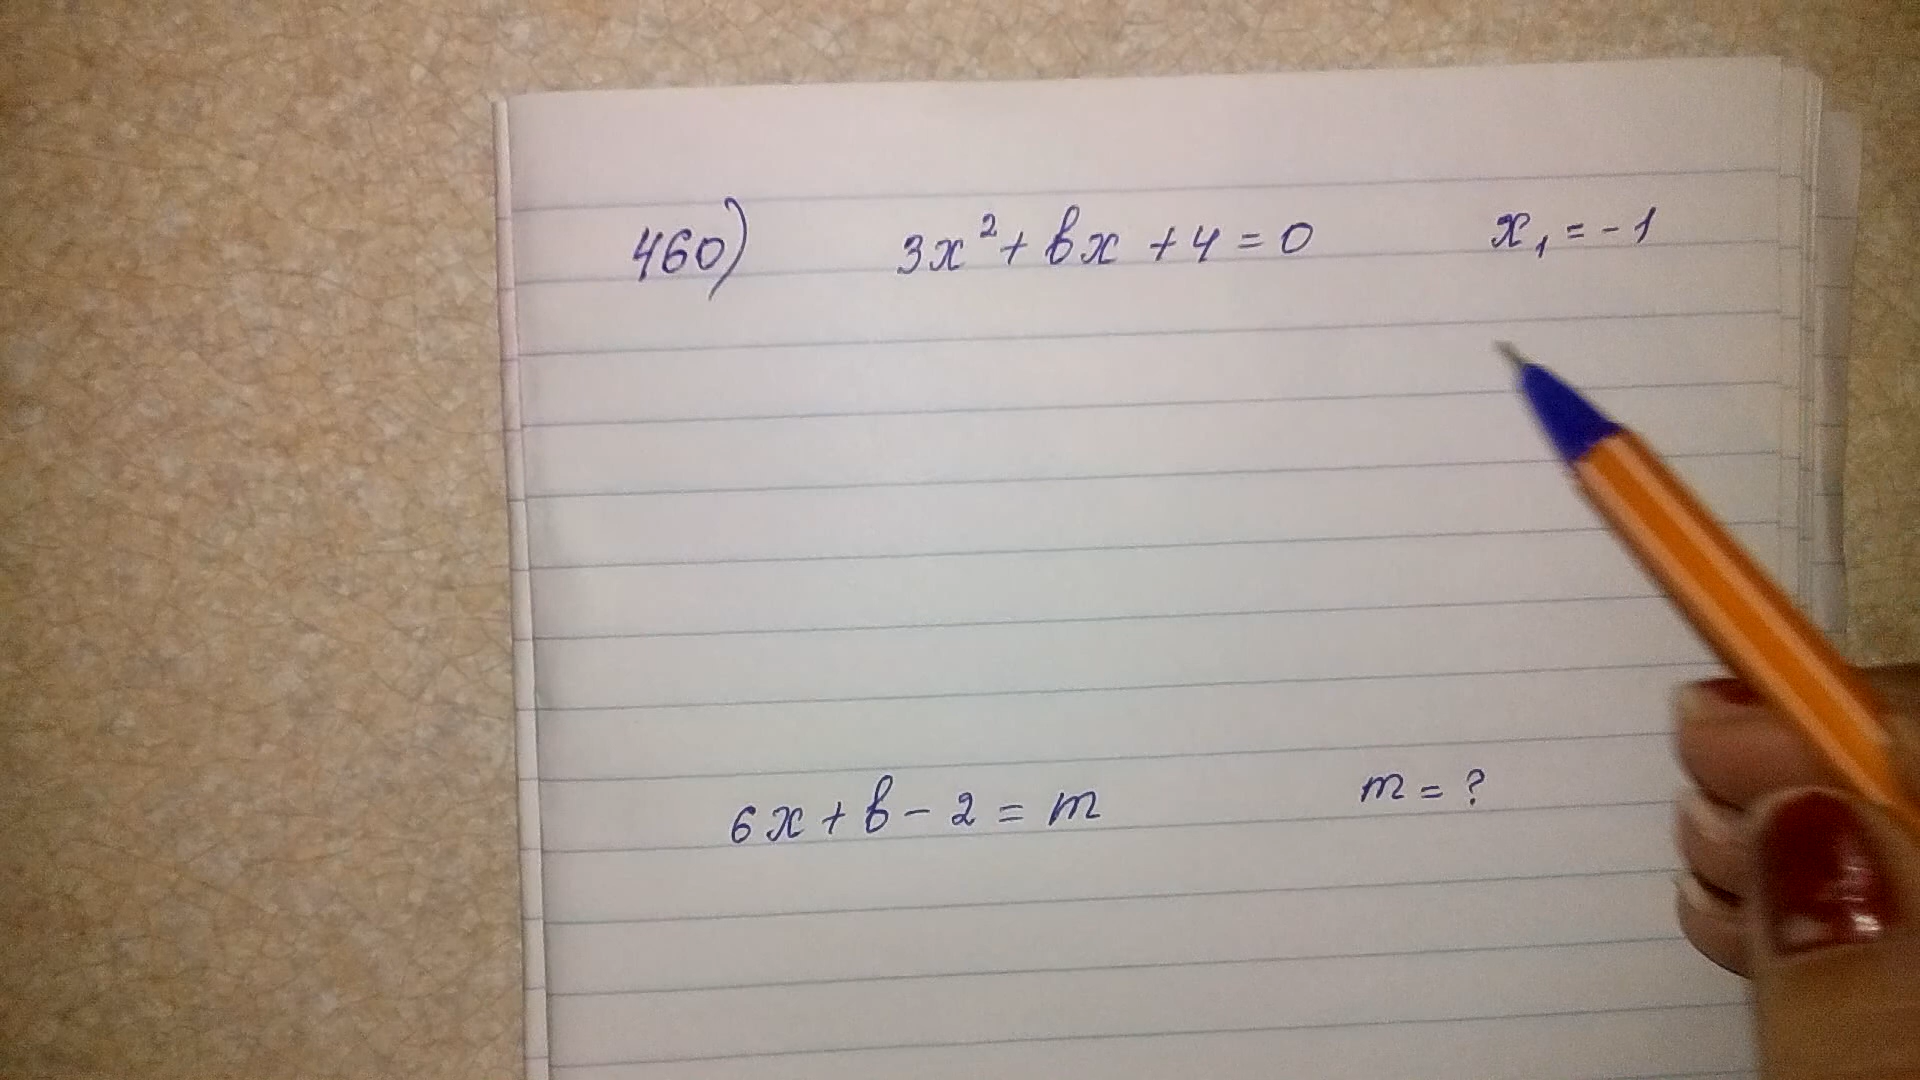 460) 3x² + bx + 4 = 0 x₁ = -1
6x + b - 2 = m m = ?